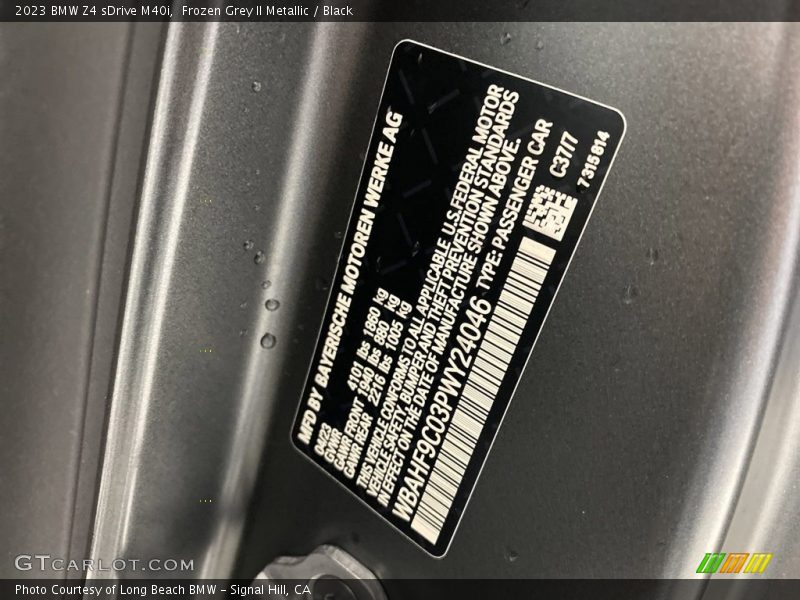 2023 BMW Z4 sDrive M40i, Frozen Grey II Metallic / Black
MFD BY BAYERISCHE MOTOREN WERKE AG
GVWR 4101 lbs 1860 kg
GAWR FRONT 1940 lbs 880 kg
GAWR REAR 2216 lbs 1005 kg
THIS VEHICLE CONFORMS TO ALL APPLICABLE U.S. FEDERAL MOTOR
VEHICLE SAFETY, BUMPER AND THEFT PREVENTION STANDARDS
IN EFFECT ON THE DATE OF MANUFACTURE SHOWN ABOVE.
WBAHF9C03PWY24046 TYPE: PASSENGER CAR
C37/7
7315814
GTCARLOT.COM
Photo Courtesy of Long Beach BMW – Signal Hill, CA